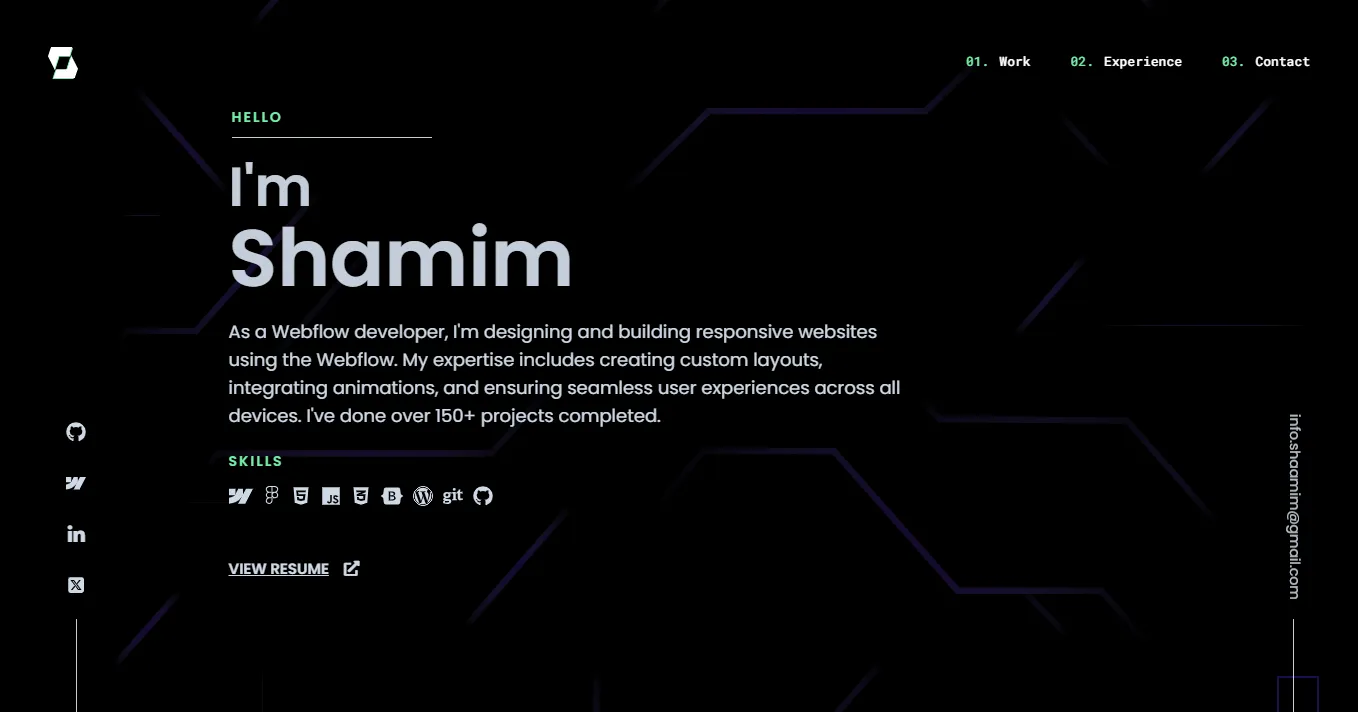 01. Work 02. Experience 03. Contact
HELLO
I'm
Shamim
As a Webflow developer, I'm designing and building responsive websites
using the Webflow. My expertise includes creating custom layouts,
integrating animations, and ensuring seamless user experiences across all
devices. I've done over 150+ projects completed.
SKILLS
JS B git
VIEW RESUME
info.shaamim@gmail.com